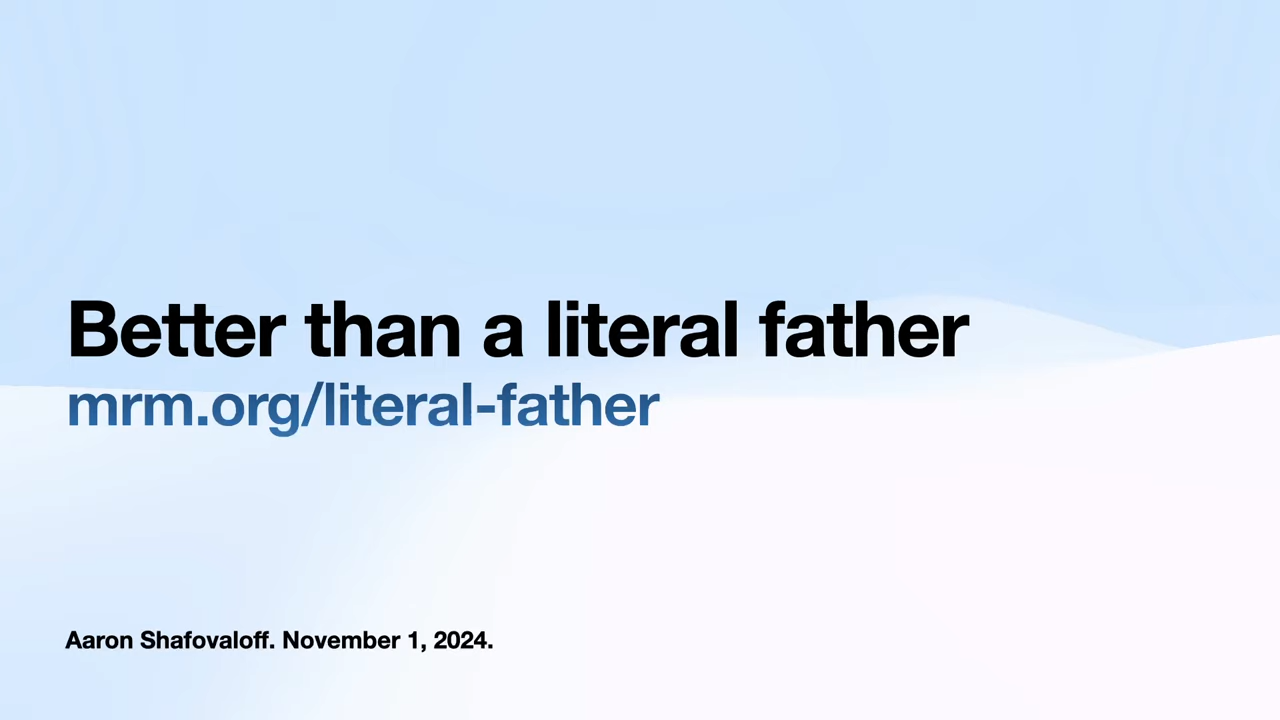 Better than a literal father
mrm.org/literal-father
Aaron Shafovaloff. November 1, 2024.